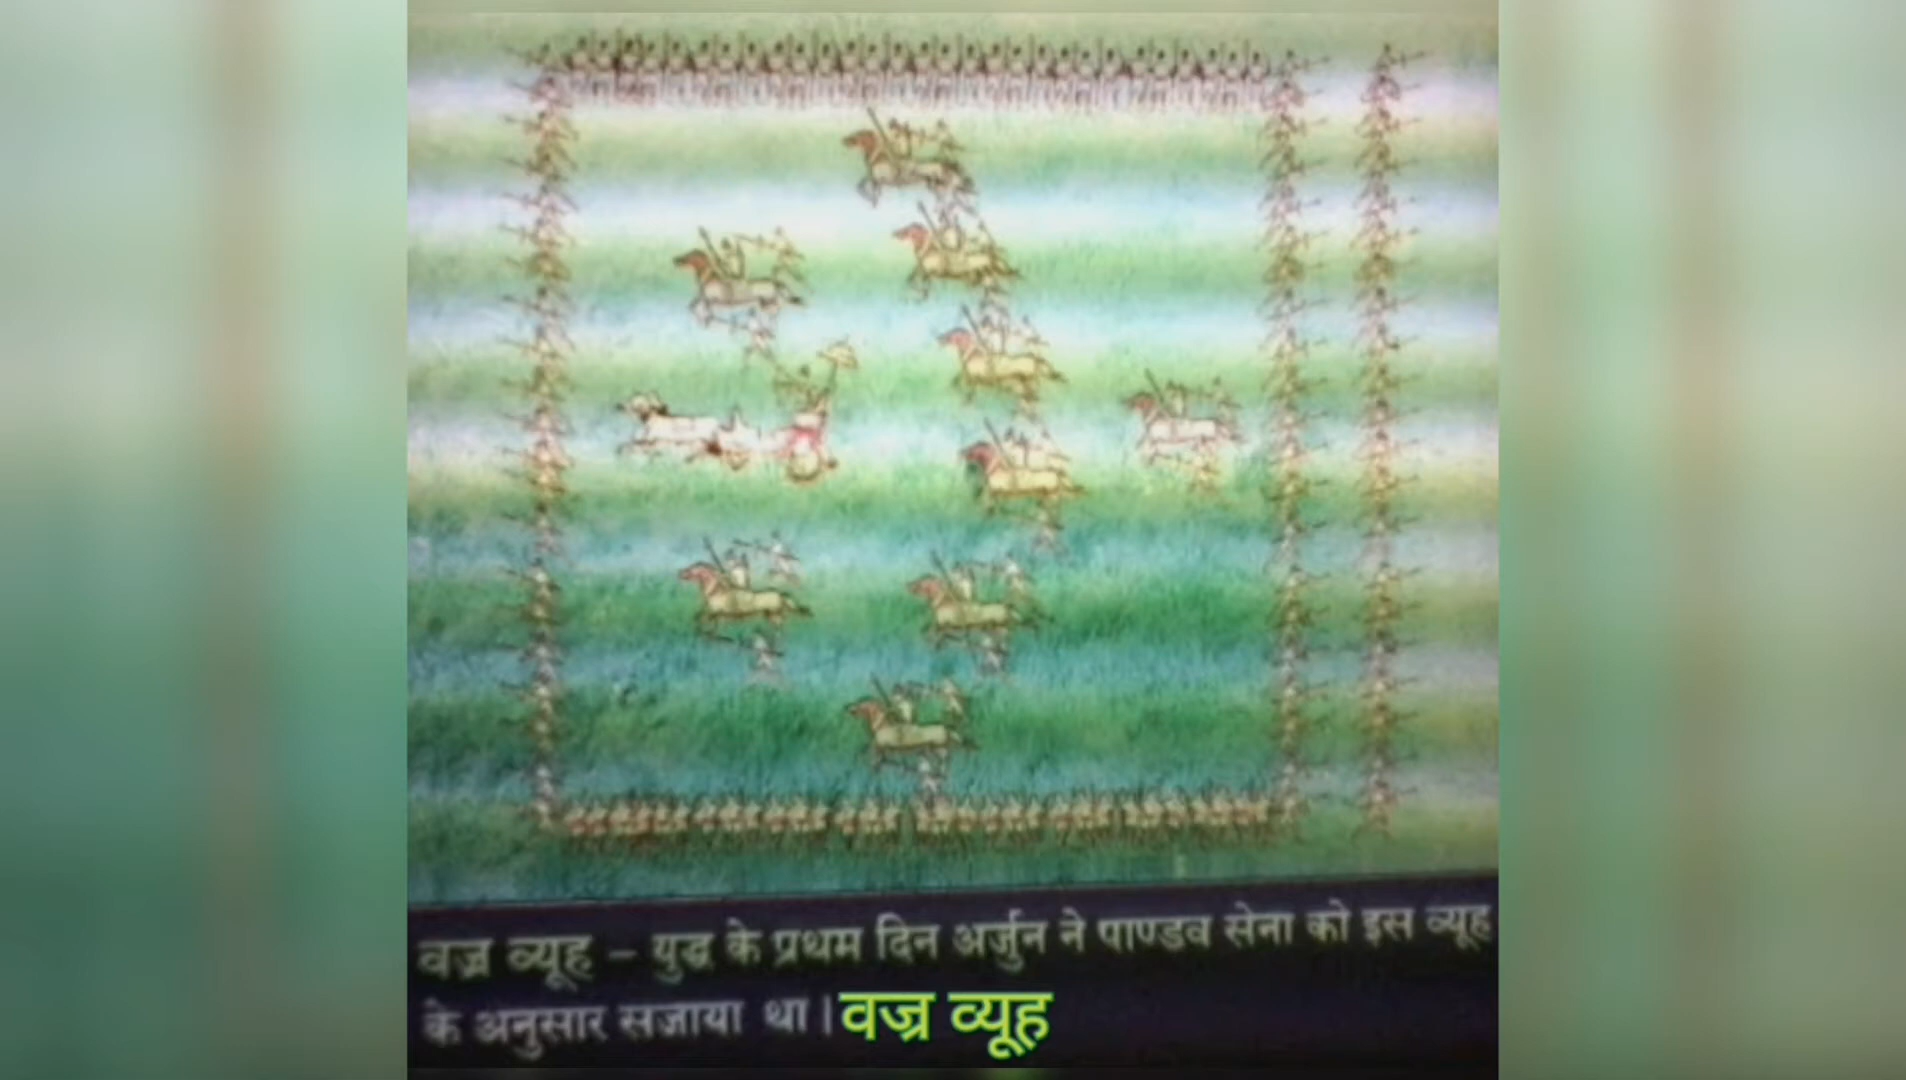 वज्र व्यूह – युद्ध के प्रथम दिन अर्जुन ने पाण्डव सेना को इस व्यूह
के अनुसार सजाया था। वज्र व्यूह